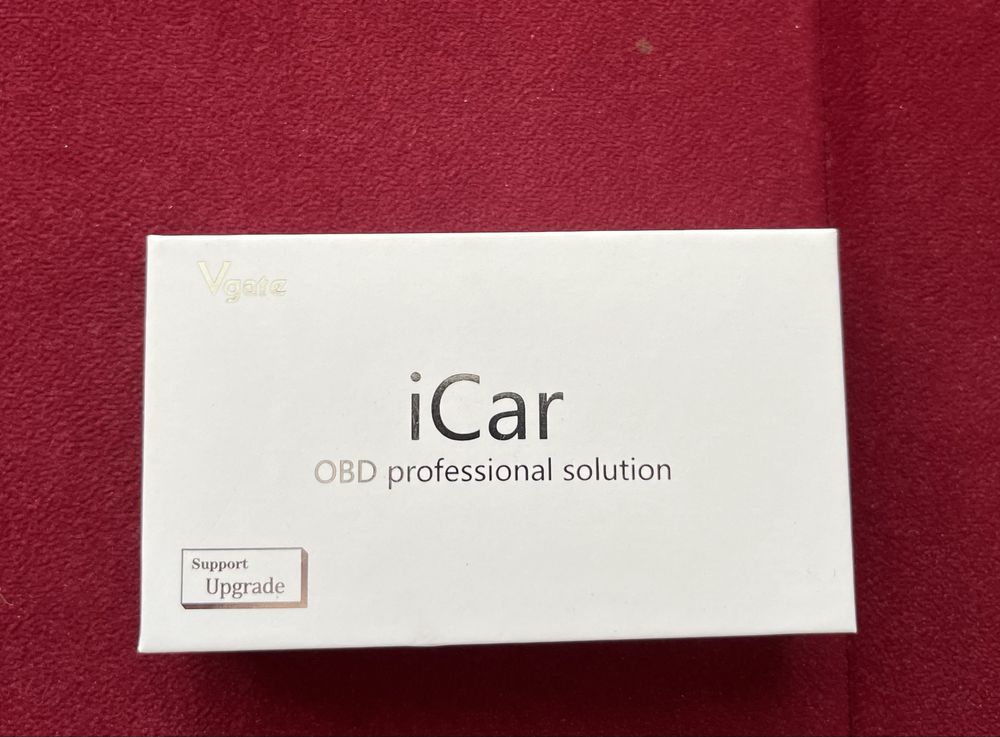 Vgate
iCar
OBD professional solution
Support
Upgrade